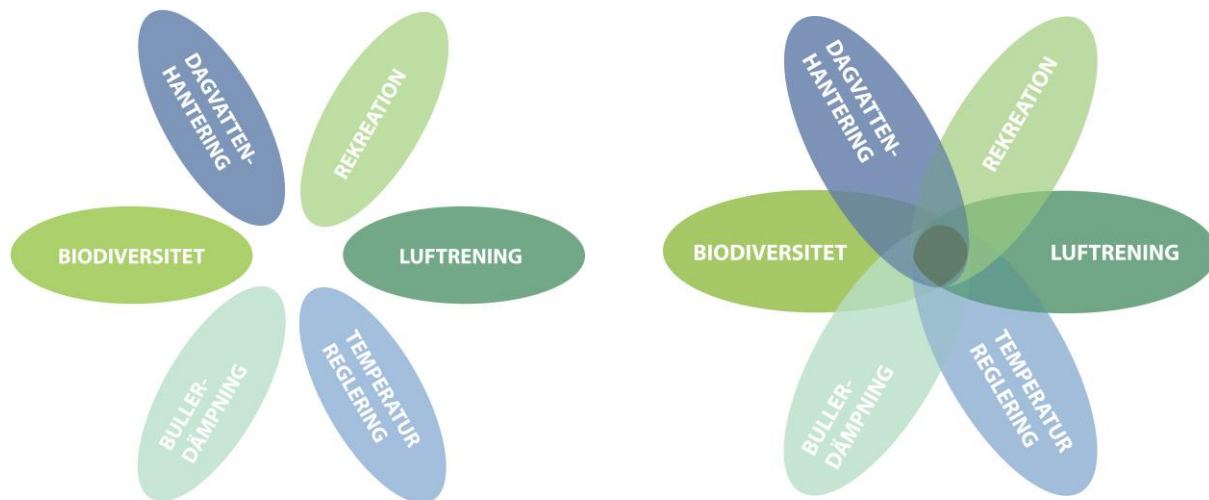 DAGVATTEN-
HANTERING
REKREATION
BIODIVERSITET
LUFTRENING
BULLER-
DÄMPNING
TEMPERATUR
REGLERING
DAGVATTEN-
HANTERING
REKREATION
BIODIVERSITET
LUFTRENING
BULLER-
DÄMPNING
TEMPERATUR
REGLERING